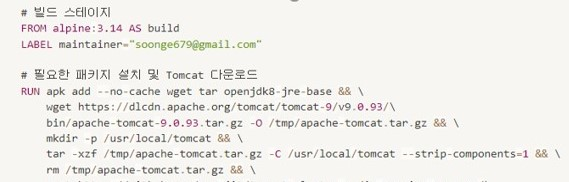 # 빌드 스테이지
FROM alpine:3.14 AS build
LABEL maintainer="soonge679@gmail.com"
# 필요한 패키지 설치 및 Tomcat 다운로드
RUN apk add --no-cache wget tar openjdk8-jre-base && \
wget https://dlcdn.apache.org/tomcat/tomcat-9/v9.0.93/\
bin/apache-tomcat-9.0.93.tar.gz -O /tmp/apache-tomcat.tar.gz && \
mkdir -p /usr/local/tomcat && \
tar -xzf /tmp/apache-tomcat.tar.gz -C /usr/local/tomcat --strip-components=1 && \
rm /tmp/apache-tomcat.tar.gz && \